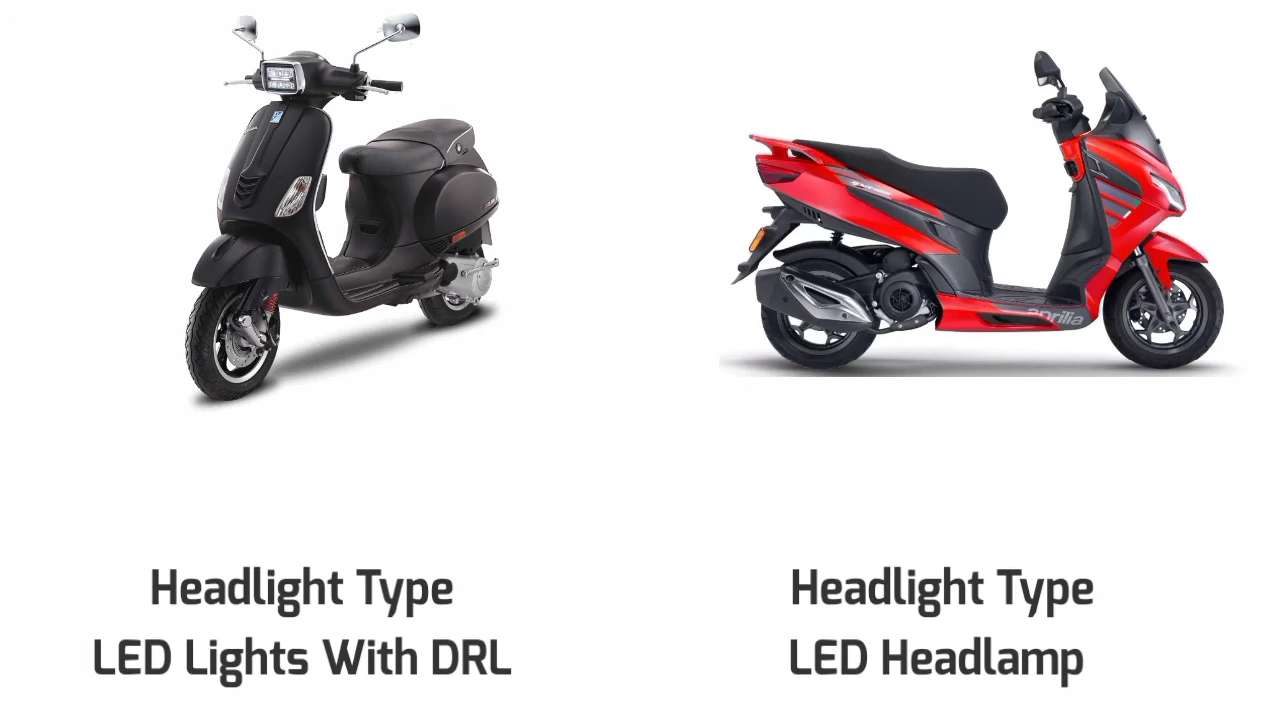 aprilia
Headlight Type
LED Lights With DRL
Headlight Type
LED Headlamp